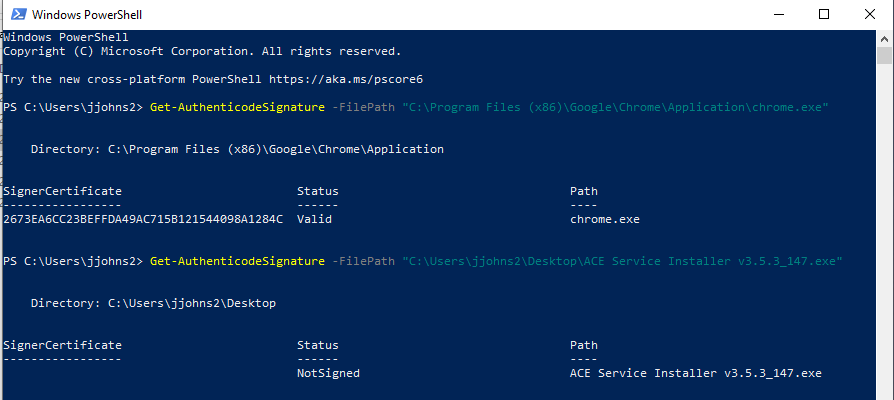 Windows PowerShell
Windows PowerShell
Copyright (C) Microsoft Corporation. All rights reserved.
Try the new cross-platform PowerShell https://aka.ms/pscore6
PS C:\Users\jjohns2> Get-AuthenticodeSignature -FilePath "C:\Program Files (x86)\Google\Chrome\Application\chrome.exe"
Directory: C:\Program Files (x86)\Google\Chrome\Application
SignerCertificate Status Path
----------------- ------ ----
2673EA6CC23BEFFDA49AC715B121544098A1284C Valid chrome.exe
PS C:\Users\jjohns2> Get-AuthenticodeSignature -FilePath "C:\Users\jjohns2\Desktop\ACE Service Installer v3.5.3_147.exe"
Directory: C:\Users\jjohns2\Desktop
SignerCertificate Status Path
----------------- ------ ----
NotSigned ACE Service Installer v3.5.3_147.exe